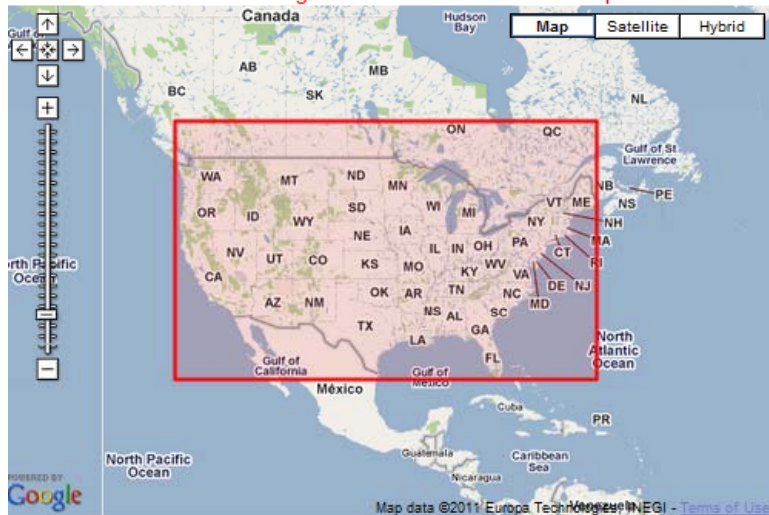 Canada
Hudson
Bay
Map
Satellite
Hybrid
Gulf of
AB
MB
BC
SK
NL
ON
QC
Gulf of St
Lawrence
WA
MT
ND
MN
NB
PE
OR
ID
WY
SD
WI
MI
VT
ME
NS
NY
NH
NE
IA
MA
NV
UT
CO
IL
IN
OH
PA
CT
RI
CA
KS
MO
KY
WV
VA
DE
NJ
AZ
NM
OK
AR
TN
NC
MD
TX
MS
AL
SC
GA
LA
FL
North
Atlantic
Ocean
Gulf of
California
Gulf of
México
Cuba
PR
Guatemala
Caribbean
Sea
Nicaragua
North Pacific
Ocean
POWERED BY
Google
Map data ©2011 Europa Technologies, INEGI - Terms of Use